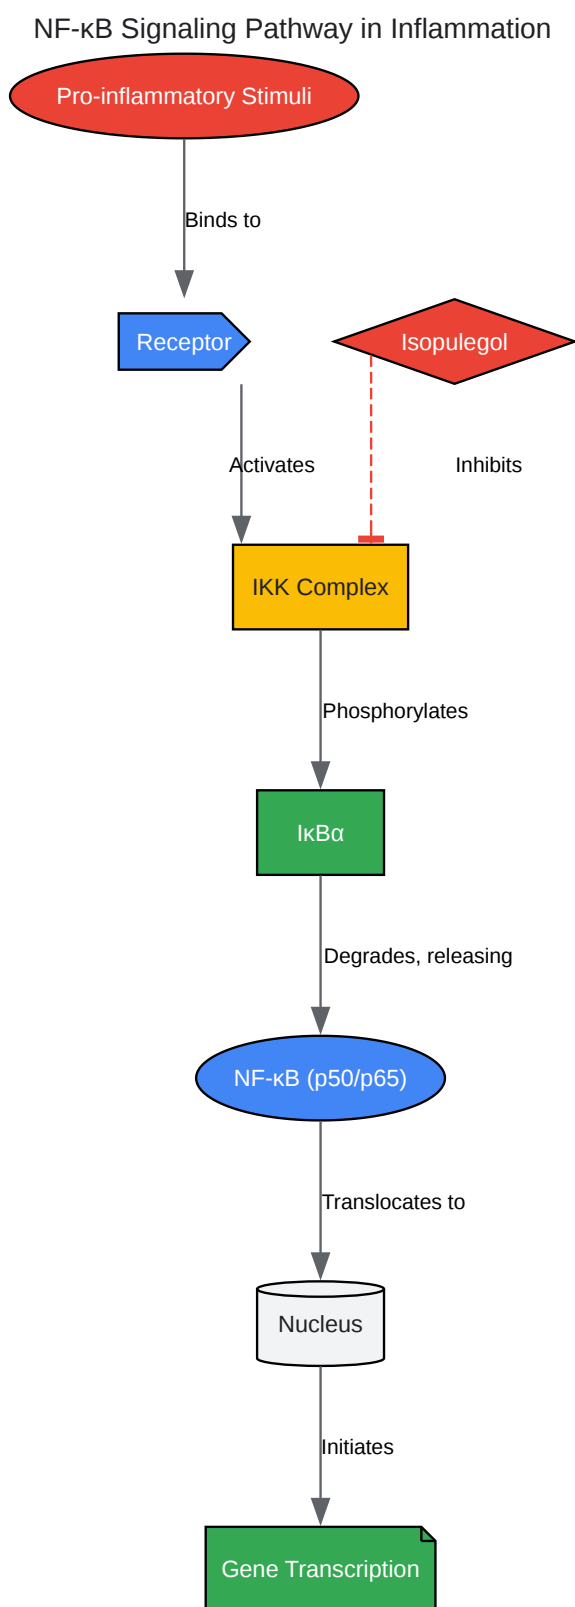 NF-κB Signaling Pathway in Inflammation
Pro-inflammatory Stimuli
Binds to
Receptor
Isopulegol
Activates
Inhibits
IKK Complex
Phosphorylates
IκBα
Degrades, releasing
NF-κB (p50/p65)
Translocates to
Nucleus
Initiates
Gene Transcription